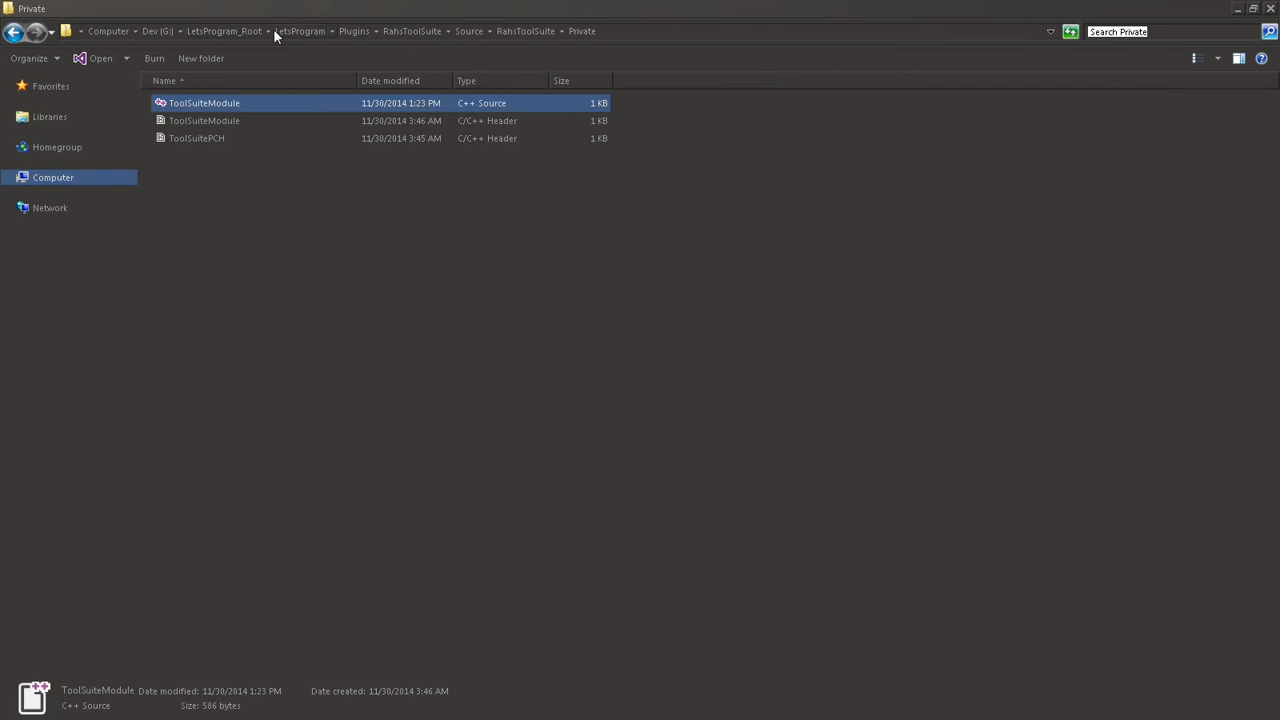 Private
Computer Dev (G:) LetsProgram_Root LetsProgram Plugins RahsToolSuite Source RahsToolSuite Private Search Private
Organize Open Burn New folder
Name Date modified Type Size
Favorites
Libraries
Homegroup
Computer
Network
ToolSuiteModule 11/30/2014 1:23 PM C++ Source 1 KB
ToolSuiteModule 11/30/2014 3:46 AM C/C++ Header 1 KB
ToolSuitePCH 11/30/2014 3:45 AM C/C++ Header 1 KB
ToolSuiteModule Date modified: 11/30/2014 1:23 PM Date created: 11/30/2014 3:46 AM
C++ Source Size: 586 bytes